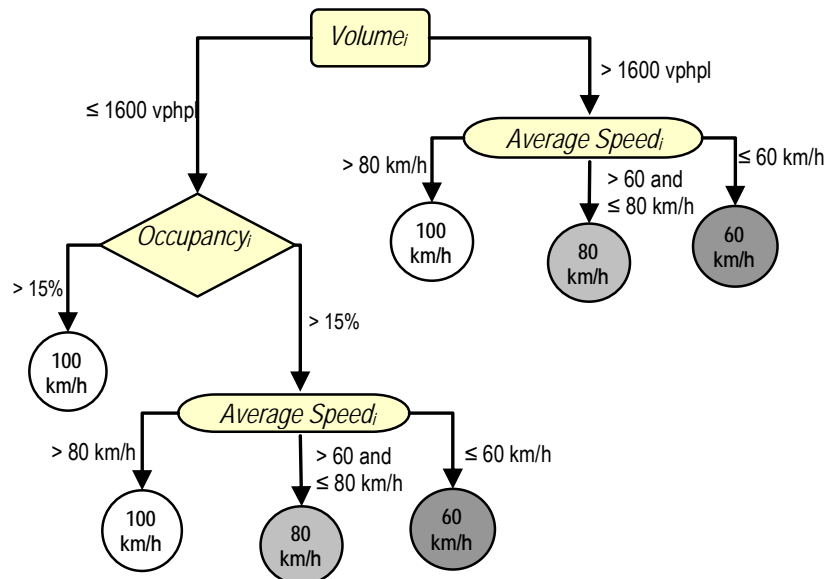 Volumei
≤ 1600 vphpl
> 1600 vphpl
Average Speedi
> 80 km/h
> 60 and
≤ 80 km/h
≤ 60 km/h
100
km/h
80
km/h
60
km/h
Occupancyi
> 15%
> 15%
100
km/h
Average Speedi
> 80 km/h
> 60 and
≤ 80 km/h
≤ 60 km/h
100
km/h
80
km/h
60
km/h